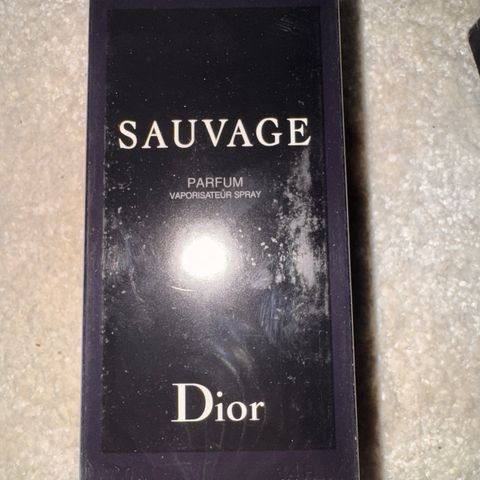 SAUVAGE
PARFUM
VAPORISATEUR SPRAY
Dior